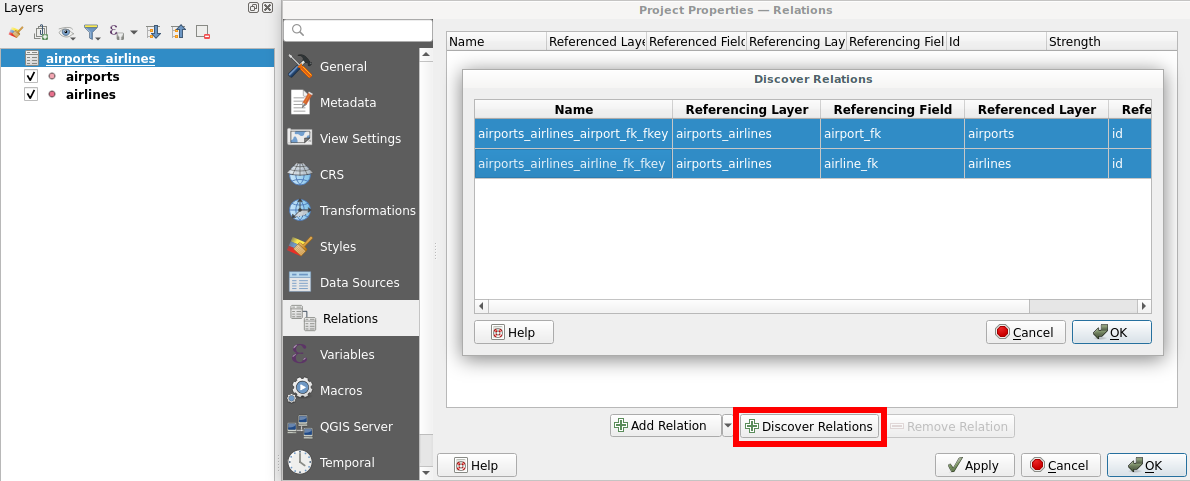 Layers
airports_airlines
airports
airlines
Project Properties — Relations
General
Metadata
View Settings
CRS
Transformations
Styles
Data Sources
Relations
Variables
Macros
QGIS Server
Temporal
Name Referenced Laye Referenced Field Referencing Lay Referencing Fiel Id Strength
Discover Relations
Name Referencing Layer Referencing Field Referenced Layer Refe
airports_airlines_airport_fk_fkey airports_airlines airport_fk airports id
airports_airlines_airline_fk_fkey airports_airlines airline_fk airlines id
Help Cancel OK
Add Relation Discover Relations Remove Relation
Help Apply Cancel OK